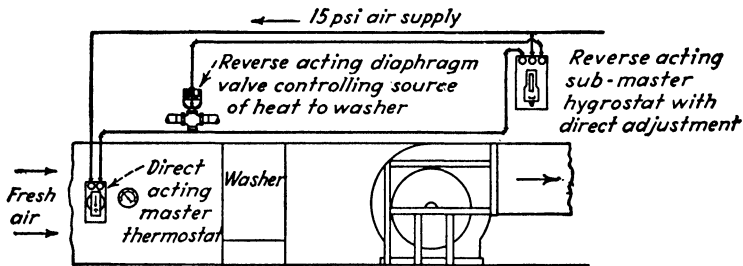 15 psi air supply
Reverse acting diaphragm
valve controlling source
of heat to washer
Reverse acting
sub-master
hygrostat with
direct adjustment
Fresh
air
Direct
acting
master
thermostat
Washer